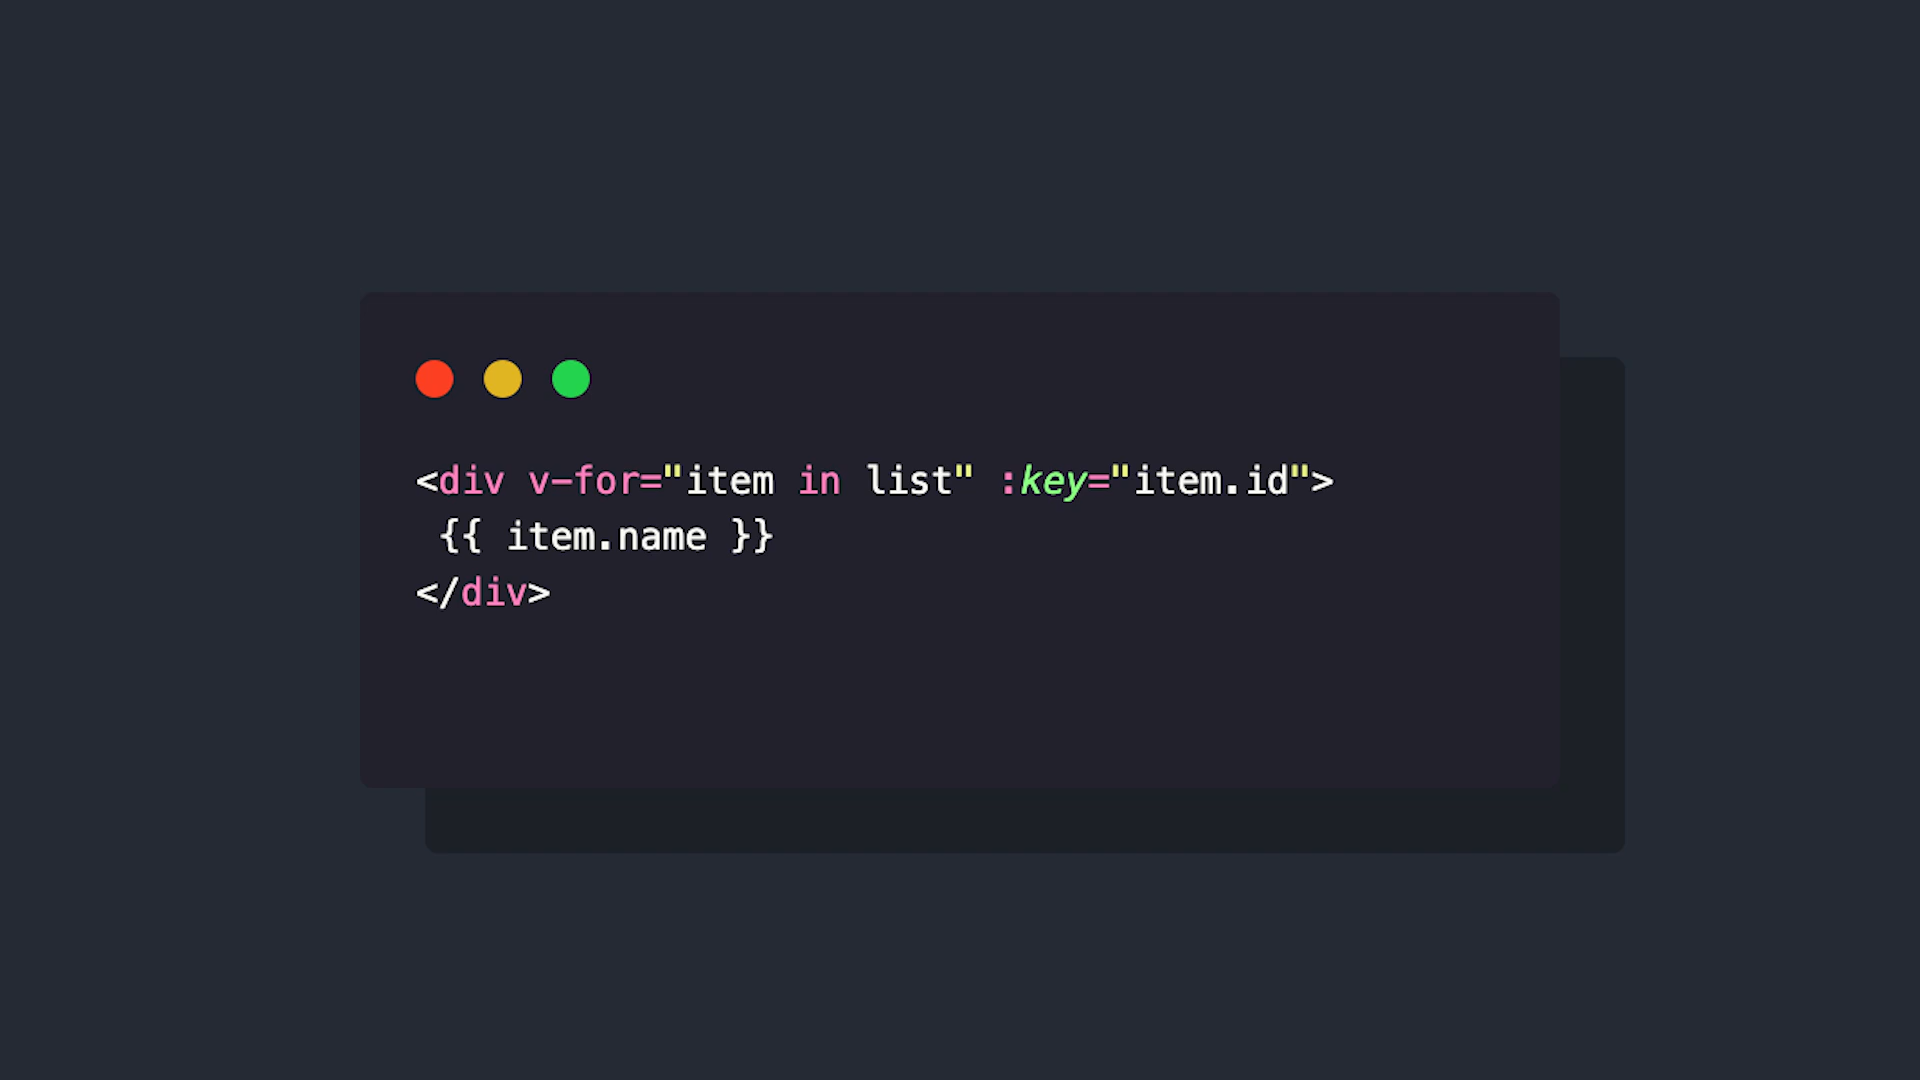 <div v-for="item in list" :key="item.id">
 {{ item.name }}
</div>